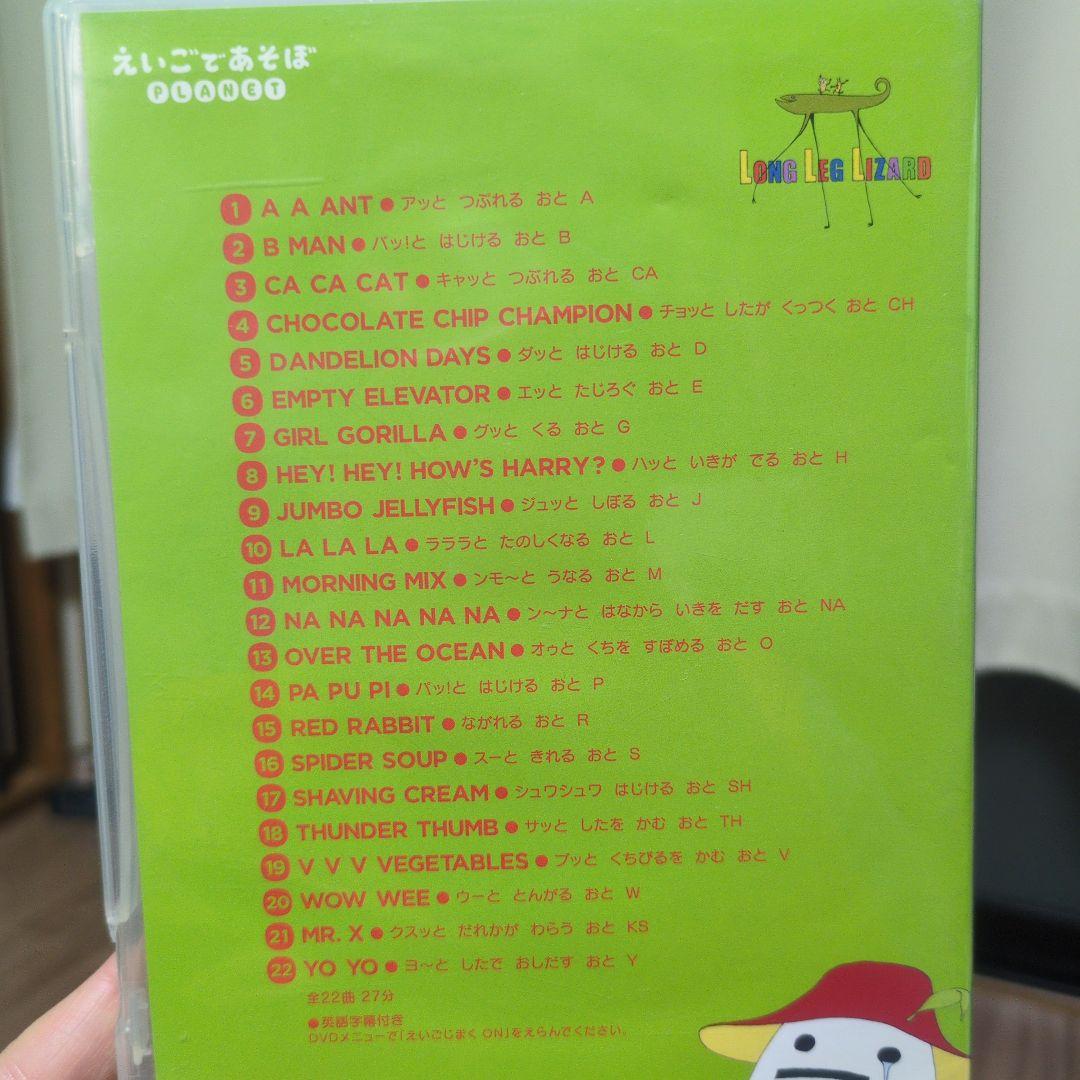 えいごであそぼ
PLANET
LONG LEG LIZARD
1 A A ANT ● アッと つぶれる おと A
2 B MAN ● バッ!と はじける おと B
3 CA CA CAT ● キャッと つぶれる おと CA
4 CHOCOLATE CHIP CHAMPION ● チョッと したが くっつく おと CH
5 DANDELION DAYS ● ダッと はじける おと D
6 EMPTY ELEVATOR ● エッと たじろぐ おと E
7 GIRL GORILLA ● グッと くる おと G
8 HEY! HEY! HOW'S HARRY? ● ハッと いきが でる おと H
9 JUMBO JELLYFISH ● ジュッと しぼる おと J
10 LA LA LA ● ラララと たのしくなる おと L
11 MORNING MIX ● ンモ〜と うなる おと M
12 NA NA NA NA NA ● ン〜ナと はなから いきを だす おと NA
13 OVER THE OCEAN ● オゥと くちを すぼめる おと O
14 PA PU PI ● パッ!と はじける おと P
15 RED RABBIT ● ながれる おと R
16 SPIDER SOUP ● スーと きれる おと S
17 SHAVING CREAM ● シュワシュワ はじける おと SH
18 THUNDER THUMB ● サッと したを かむ おと TH
19 V V V VEGETABLES ● ブッと くちびるを かむ おと V
20 WOW WEE ● ウーと とんがる おと W
21 MR. X ● クスッと だれかが わらう おと KS
22 YO YO ● ヨ〜と したで おしだす おと Y
全22曲 27分
●英語字幕付き
DVDメニューで「えいごじまく ON」をえらんでください。